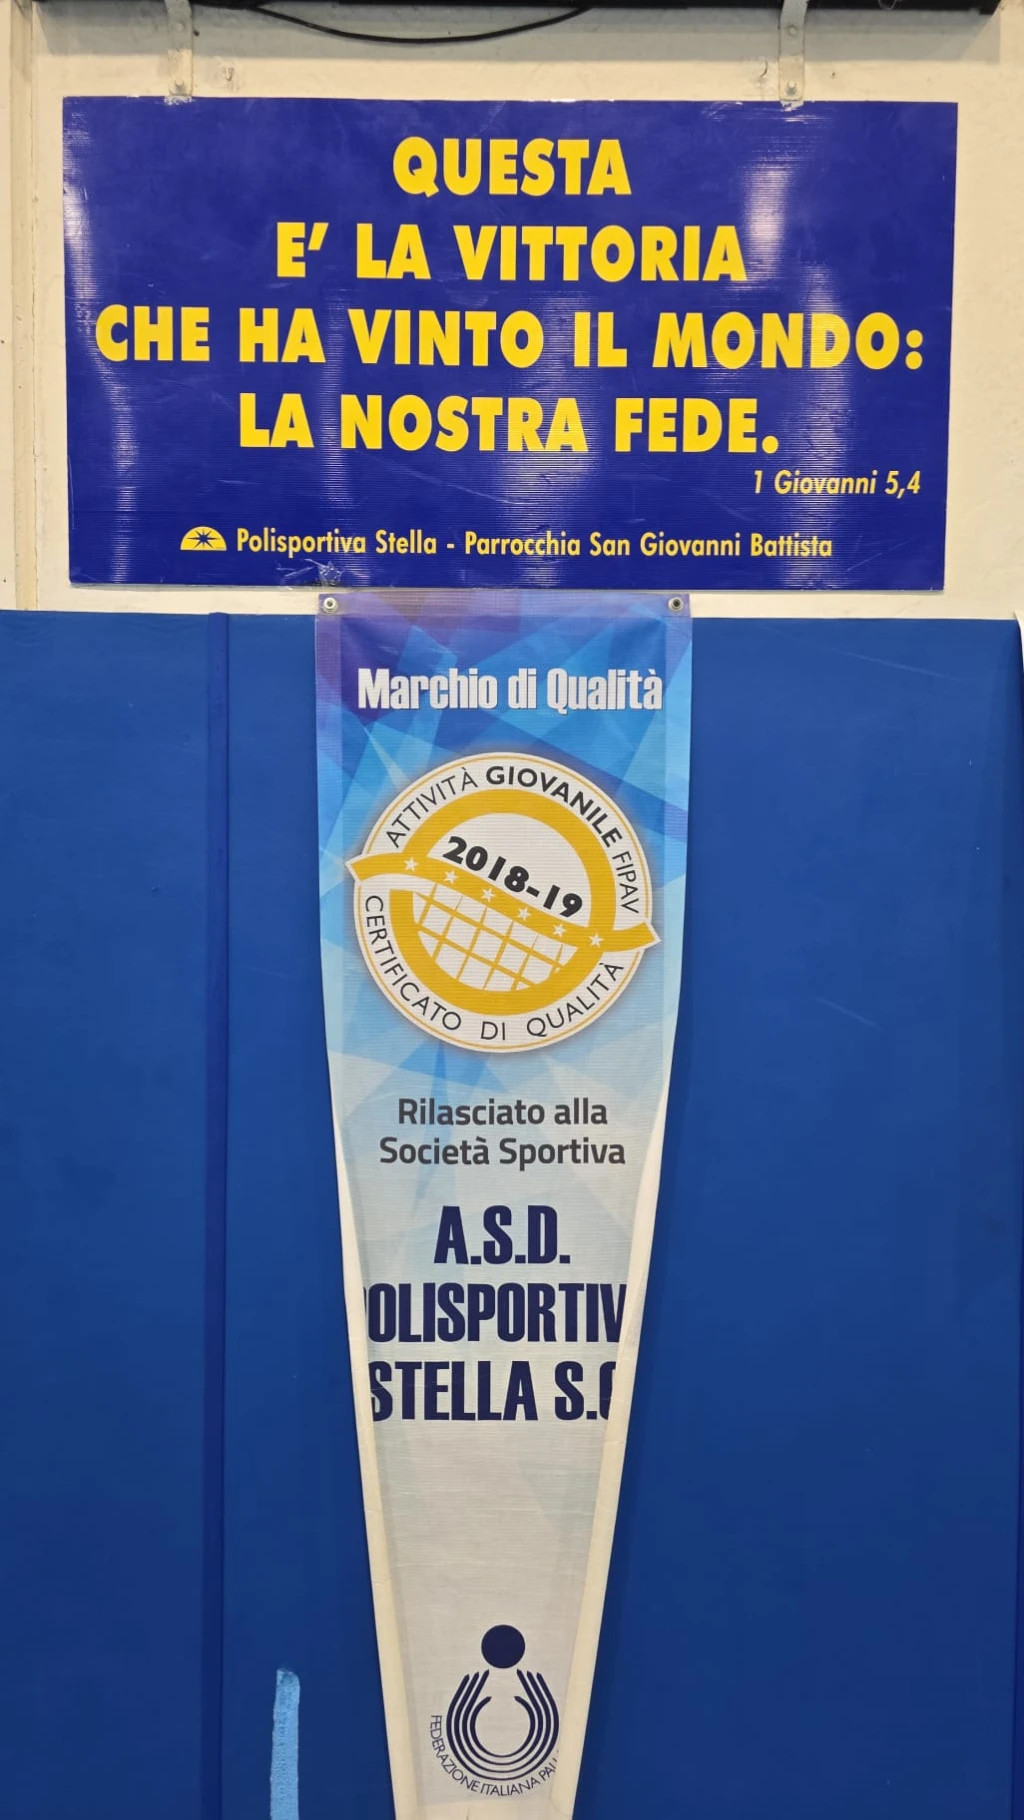 QUESTA
E' LA VITTORIA
CHE HA VINTO IL MONDO:
LA NOSTRA FEDE.
1 Giovanni 5,4
Polisportiva Stella - Parrocchia San Giovanni Battista
Marchio di Qualità
ATTIVITÀ GIOVANILE FIPAV
2018-19
CERTIFICATO DI QUALITÀ
Rilasciato alla
Società Sportiva
A.S.D.
OLISPORTIV
STELLA S.
FEDERAZIONE ITALIANA